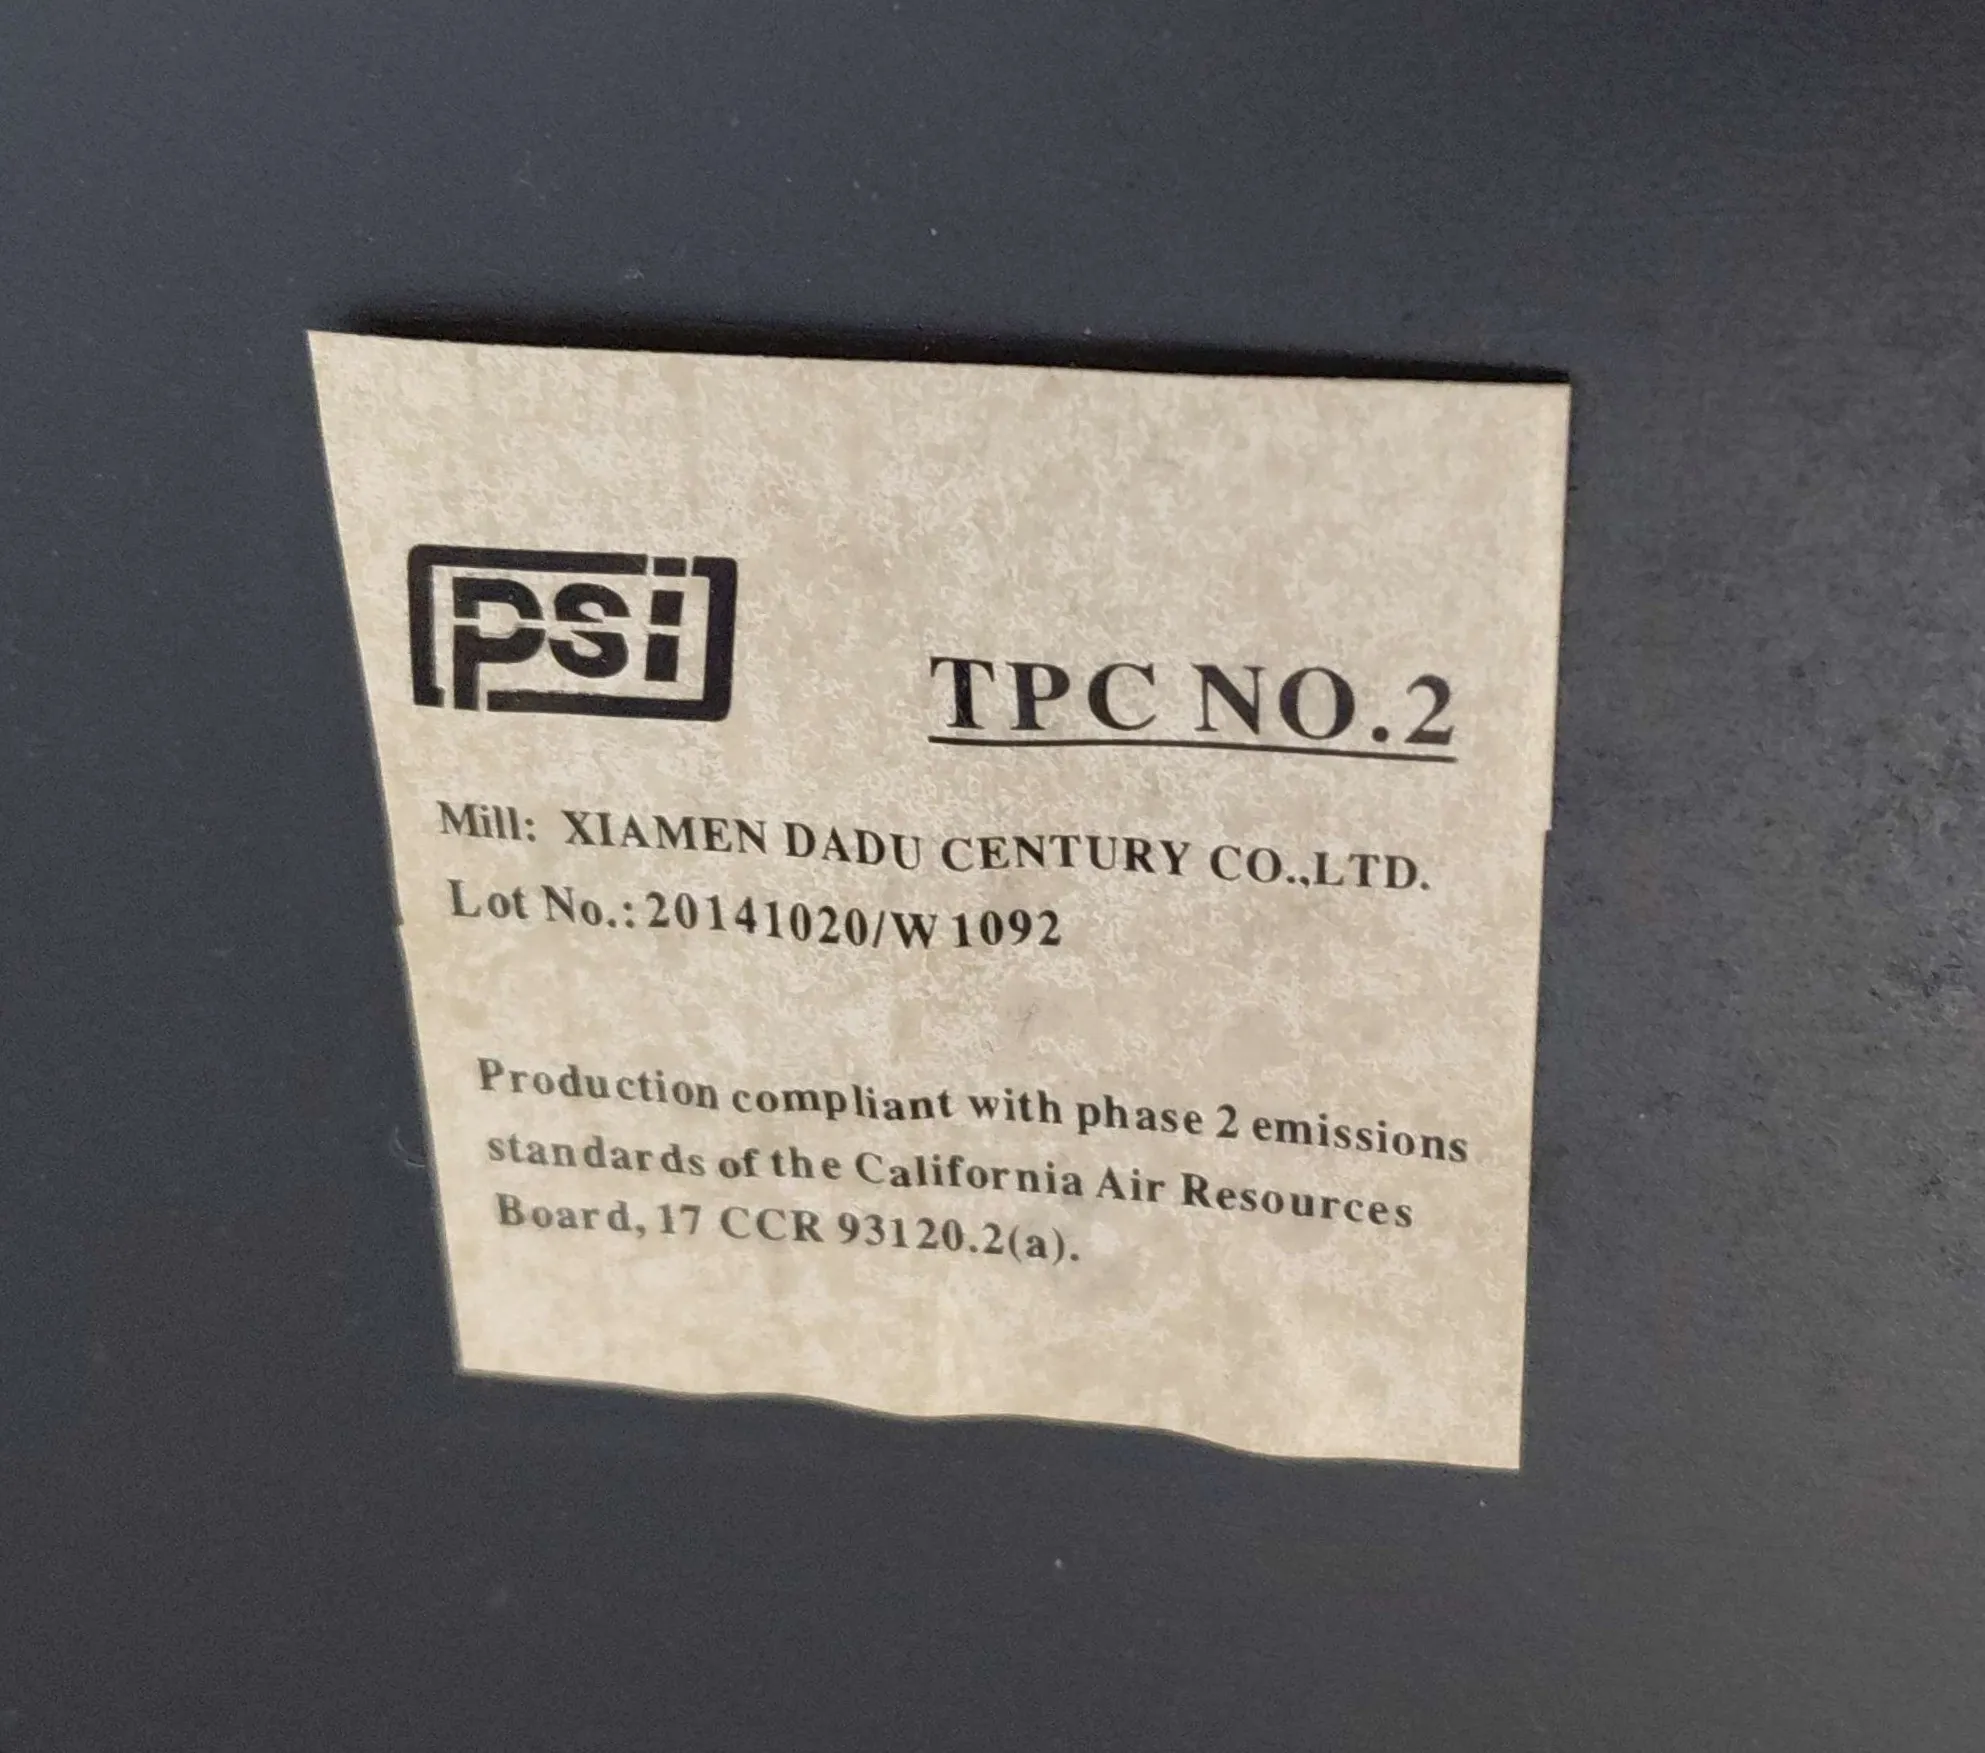 psi
TPC NO.2
Mill: XIAMEN DADU CENTURY CO.,LTD.
Lot No.: 20141020/W 1092
Production compliant with phase 2 emissions
standards of the California Air Resources
Board, 17 CCR 93120.2(a).